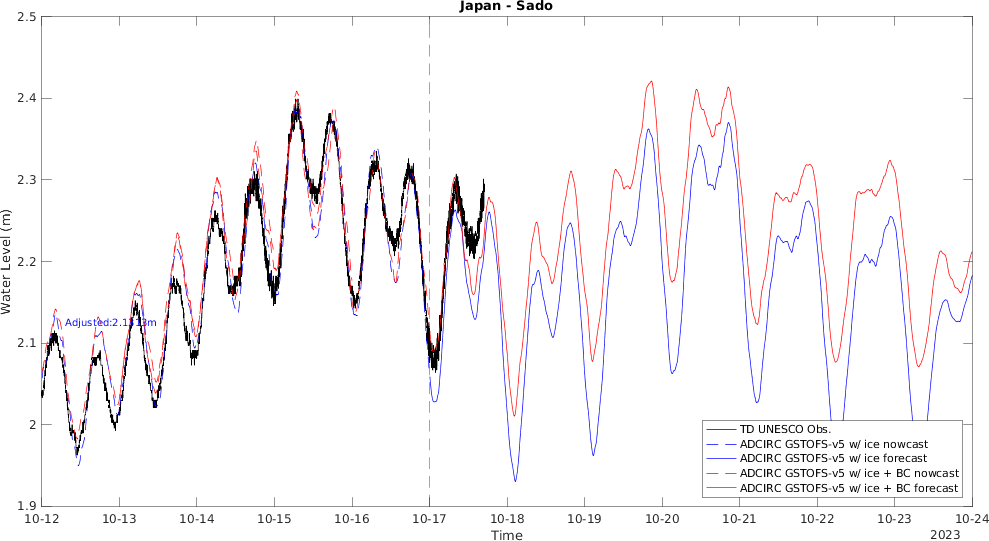 Japan - Sado
2.5
2.4
2.3
2.2
2.1
2
1.9
Water Level (m)
Adjusted:2.1513m
TD UNESCO Obs.
ADCIRC GSTOFS-v5 w/ ice nowcast
ADCIRC GSTOFS-v5 w/ ice forecast
ADCIRC GSTOFS-v5 w/ ice + BC nowcast
ADCIRC GSTOFS-v5 w/ ice + BC forecast
10-12 10-13 10-14 10-15 10-16 10-17 10-18 10-19 10-20 10-21 10-22 10-23 10-24
Time
2023